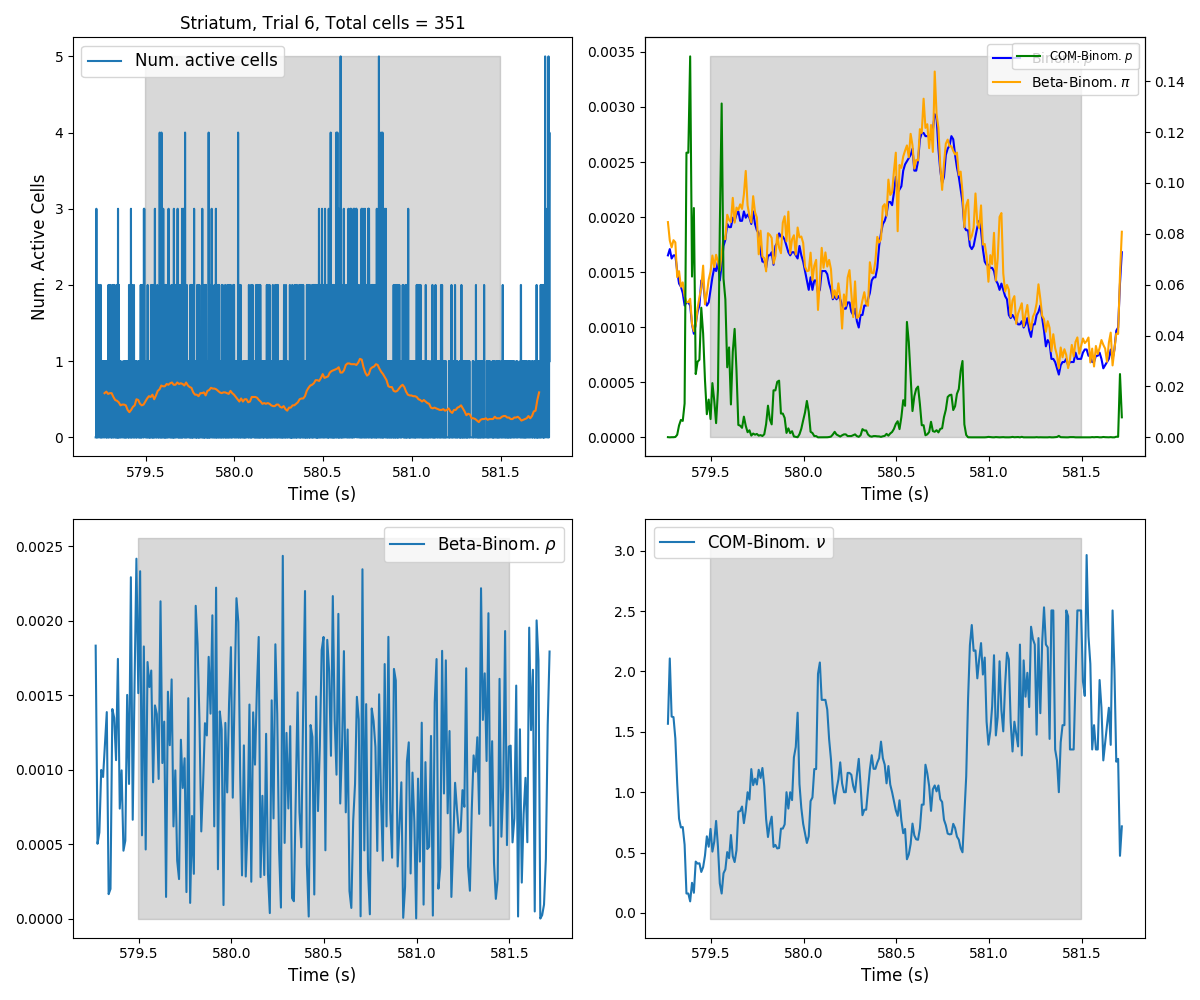 Striatum, Trial 6, Total cells = 351
Num. active cells
Num. Active Cells
5
4
3
2
1
0
579.5 580.0 580.5 581.0 581.5
Time (s)
COM-Binom. p
Beta-Binom. π
0.0035
0.0030
0.0025
0.0020
0.0015
0.0010
0.0005
0.0000
0.14
0.12
0.10
0.08
0.06
0.04
0.02
0.00
579.5 580.0 580.5 581.0 581.5
Time (s)
Beta-Binom. ρ
0.0025
0.0020
0.0015
0.0010
0.0005
0.0000
579.5 580.0 580.5 581.0 581.5
Time (s)
COM-Binom. ν
3.0
2.5
2.0
1.5
1.0
0.5
0.0
579.5 580.0 580.5 581.0 581.5
Time (s)